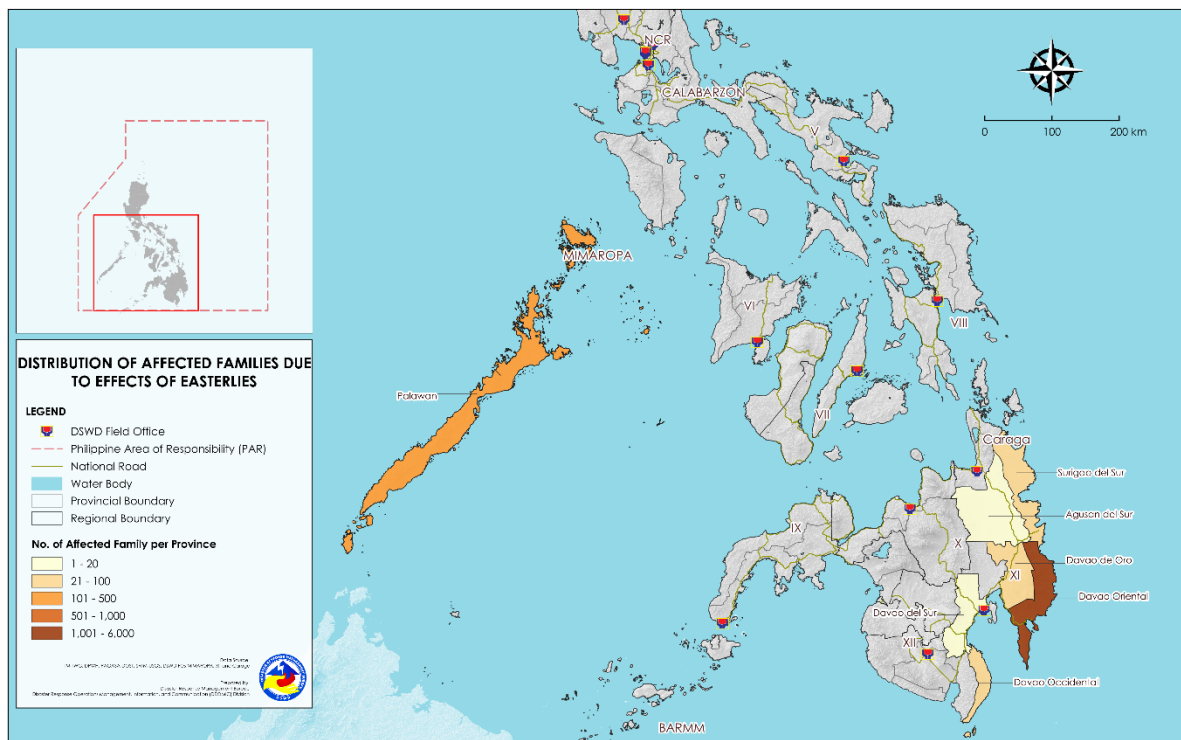 DISTRIBUTION OF AFFECTED FAMILIES DUE
TO EFFECTS OF EASTERLIES
LEGEND
DSWD Field Office
Philippine Area of Responsibility (PAR)
National Road
Water Body
Provincial Boundary
Regional Boundary
No. of Affected Family per Province
1 - 20
21 - 100
101 - 500
501 - 1,000
1,001 - 6,000
Data Source:
Prepared by:
Disaster Response Management Bureau
NCR
CALABARZON
V
0 100 200 km
MIMAROPA
VI
VIII
Palawan
VII
Caraga
Surigao del Sur
Agusan del Sur
IX
X
Davao de Oro
XI
Davao Oriental
Davao del Sur
XII
Davao Occidental
BARMM